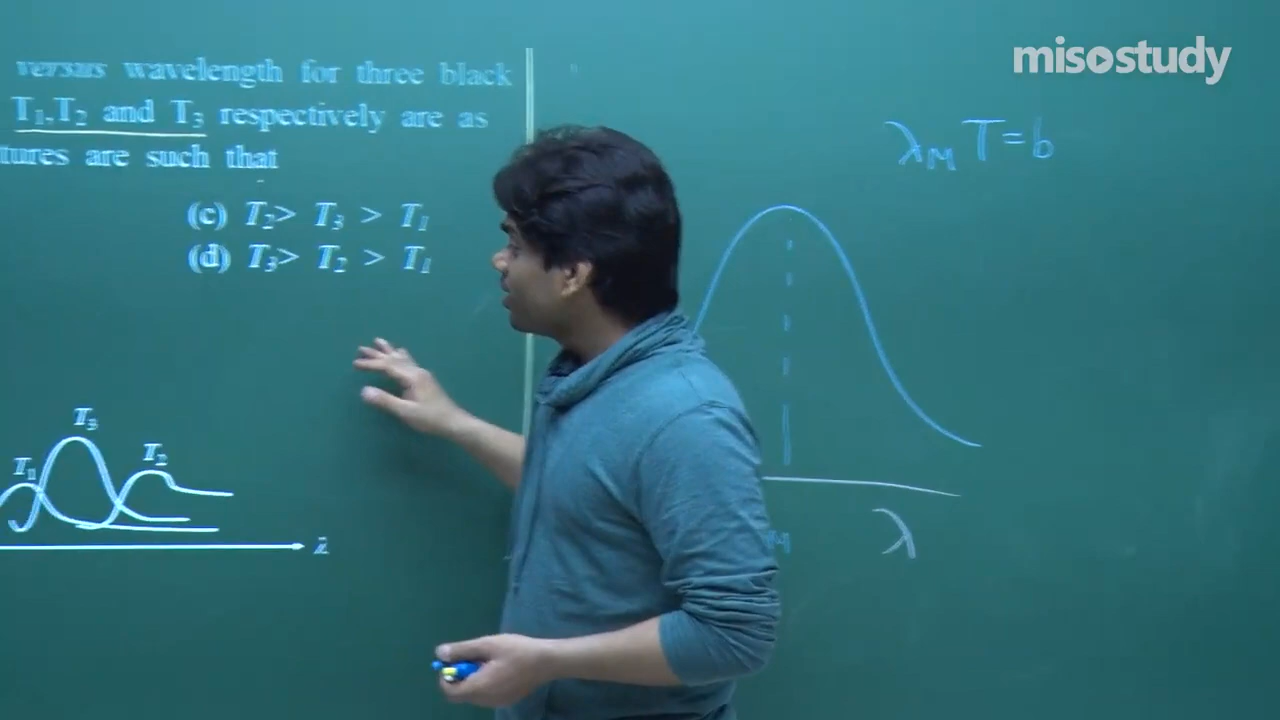 misostudy
versus wavelength for three black
T1,T2 and T3 respectively are as
tures are such that
(c) T2> T3 > T1
(d) T3> T2 > T1
T3
T1
T2
λM T = b
λ